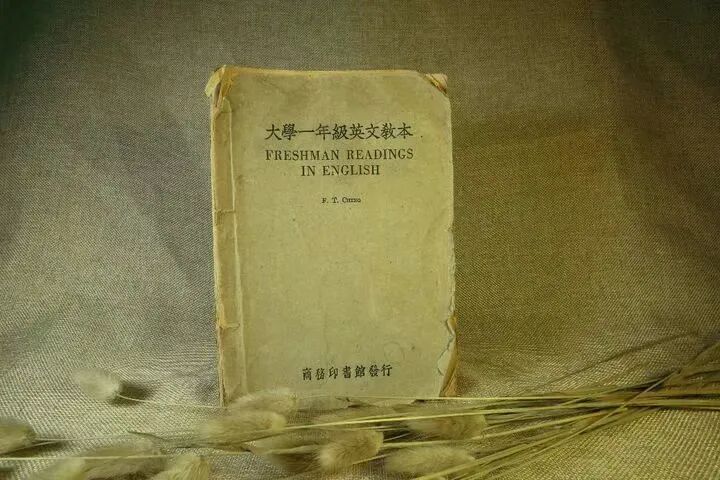 大學一年級英文教本
FRESHMAN READINGS
IN ENGLISH
F. T. CHENG
商務印書館發行